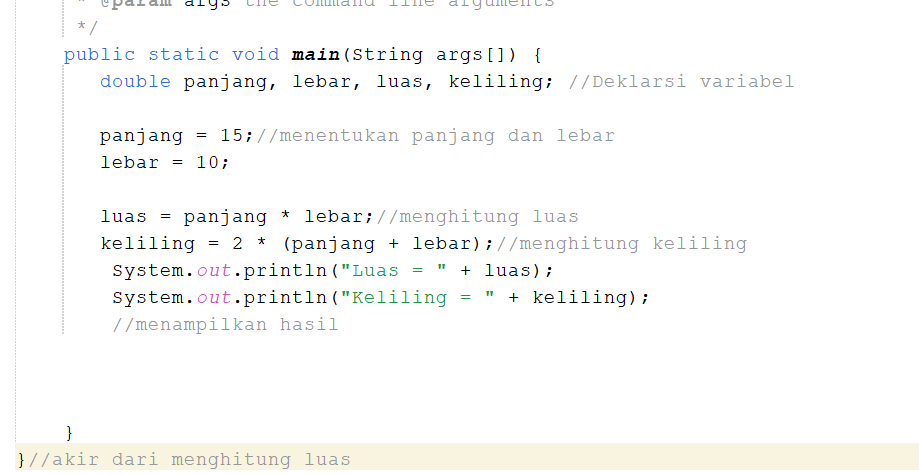 * @param args the command line arguments
*/
public static void main(String args[]) {
double panjang, lebar, luas, keliling; //Deklarsi variabel
panjang = 15;//menentukan panjang dan lebar
lebar = 10;
luas = panjang * lebar;//menghitung luas
keliling = 2 * (panjang + lebar);//menghitung keliling
System.out.println("Luas = " + luas);
System.out.println("Keliling = " + keliling);
//menampilkan hasil
}
}//akir dari menghitung luas